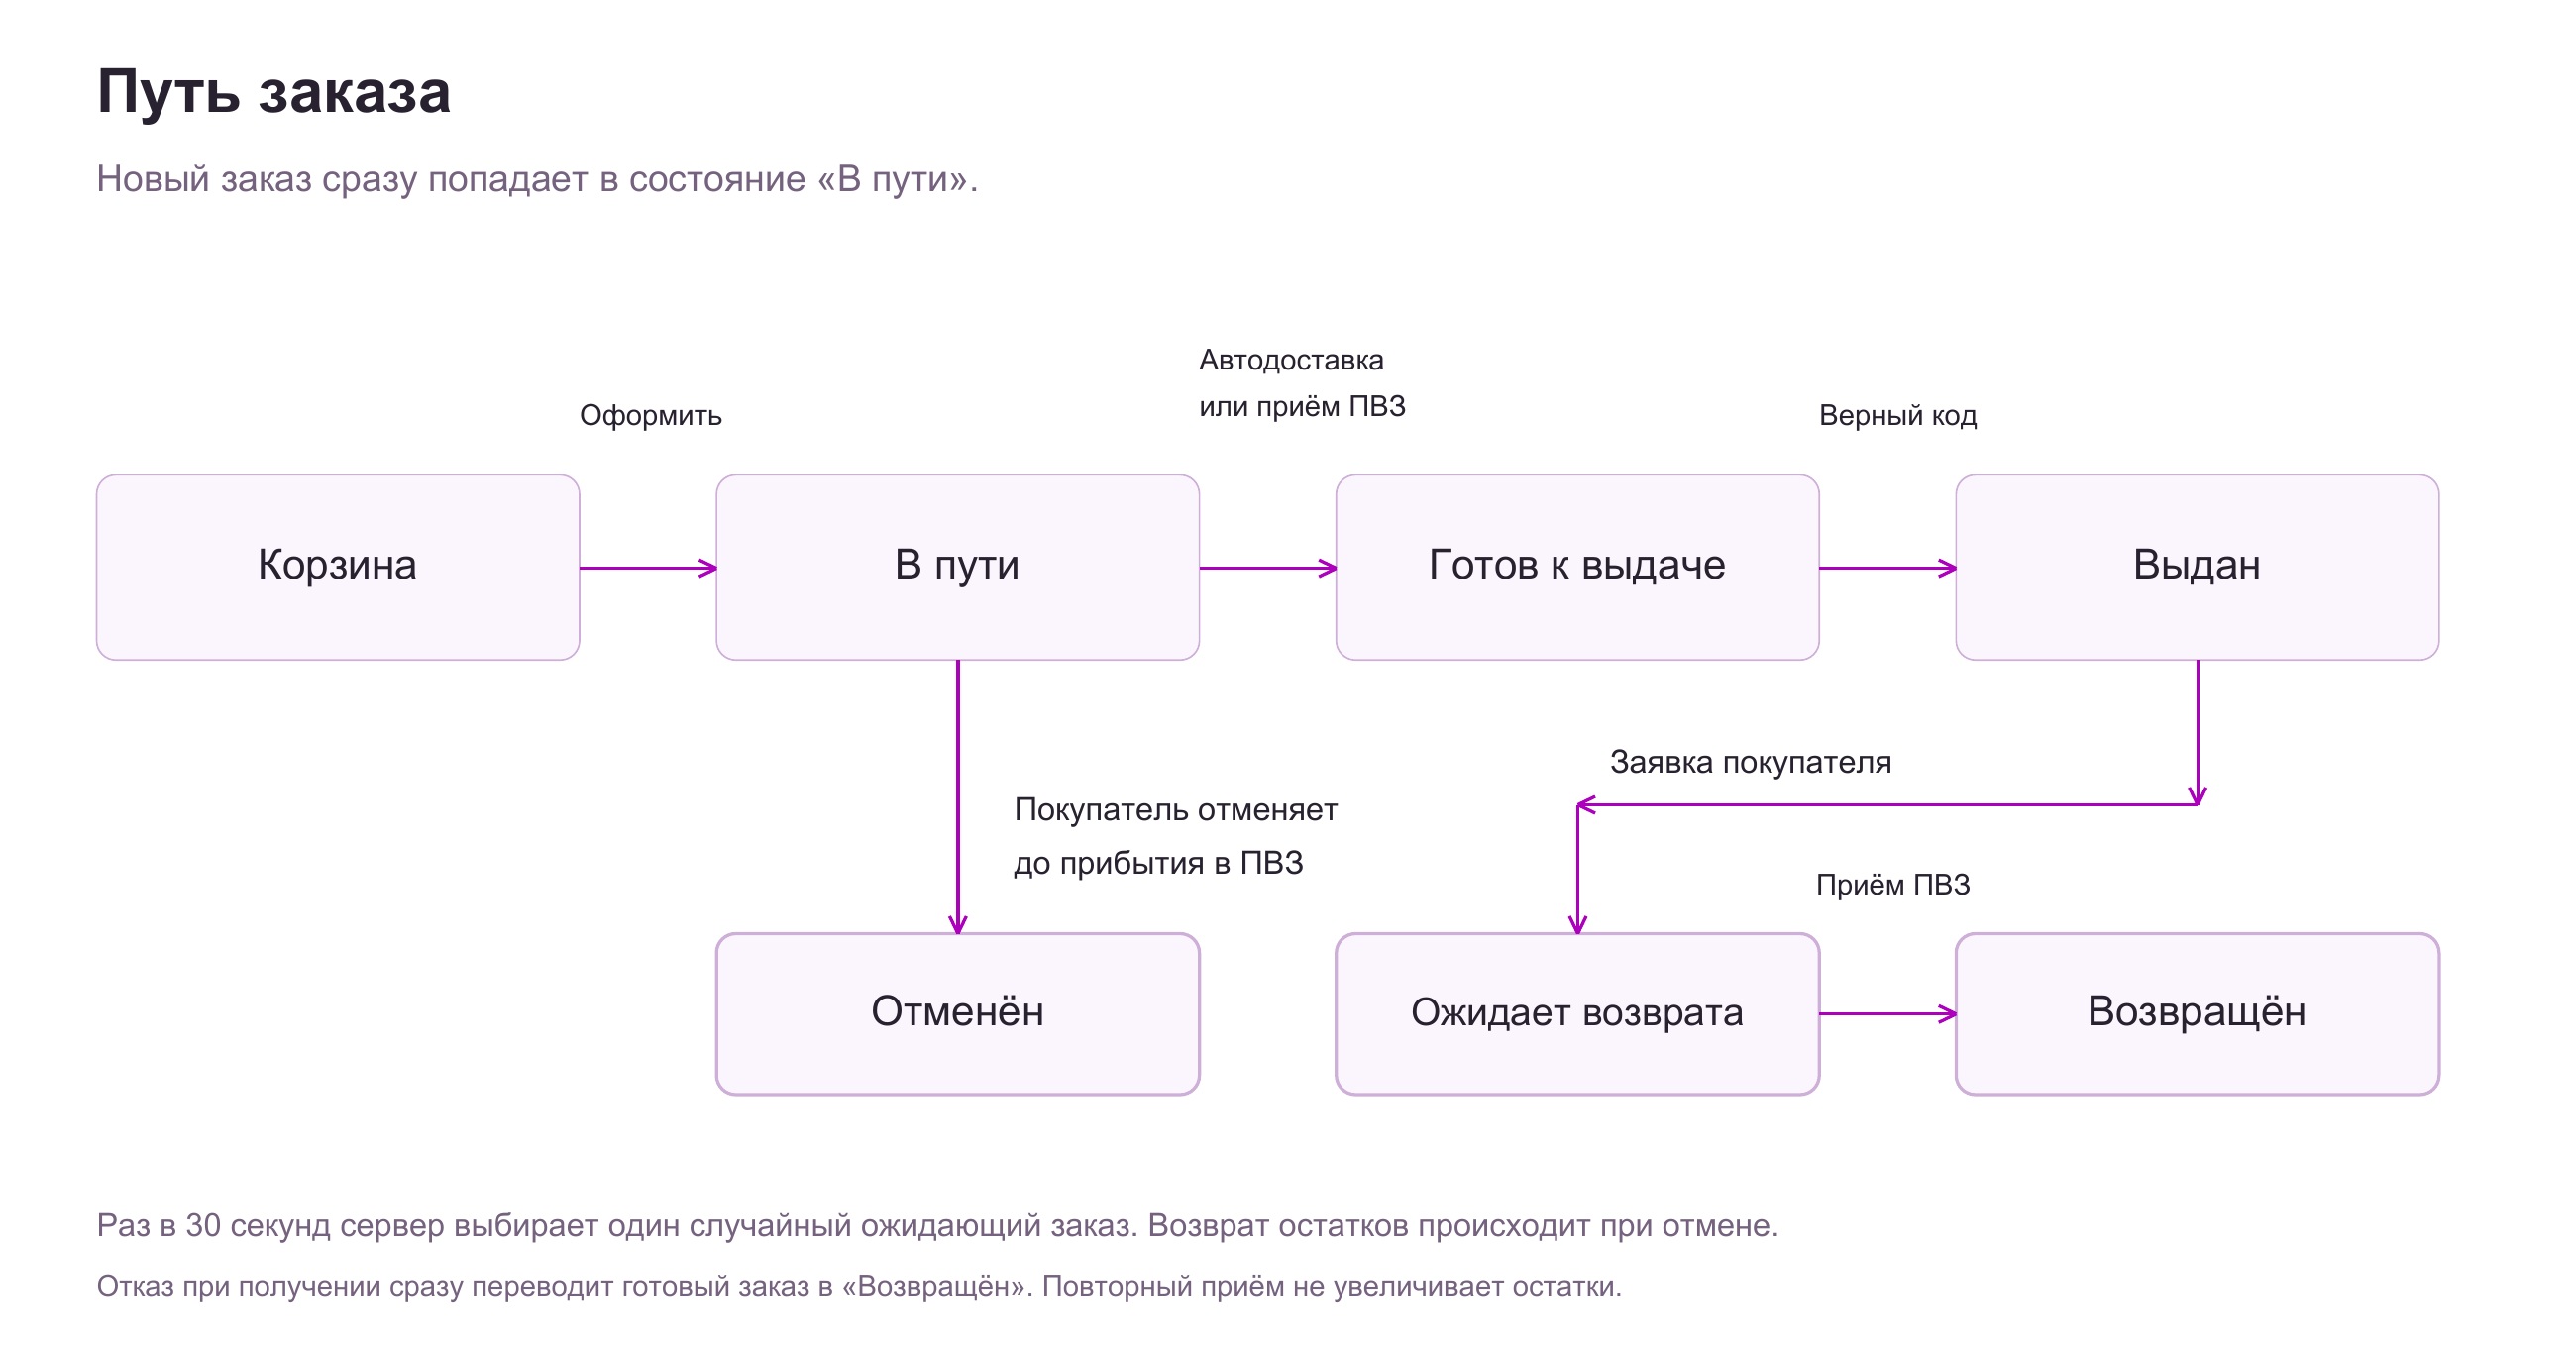 Путь заказа
Новый заказ сразу попадает в состояние «В пути».
Оформить
Автодоставка
или приём ПВЗ
Верный код
Корзина
В пути
Готов к выдаче
Выдан
Заявка покупателя
Покупатель отменяет
до прибытия в ПВЗ
Приём ПВЗ
Отменён
Ожидает возврата
Возвращён
Раз в 30 секунд сервер выбирает один случайный ожидающий заказ. Возврат остатков происходит при отмене.
Отказ при получении сразу переводит готовый заказ в «Возвращён». Повторный приём не увеличивает остатки.